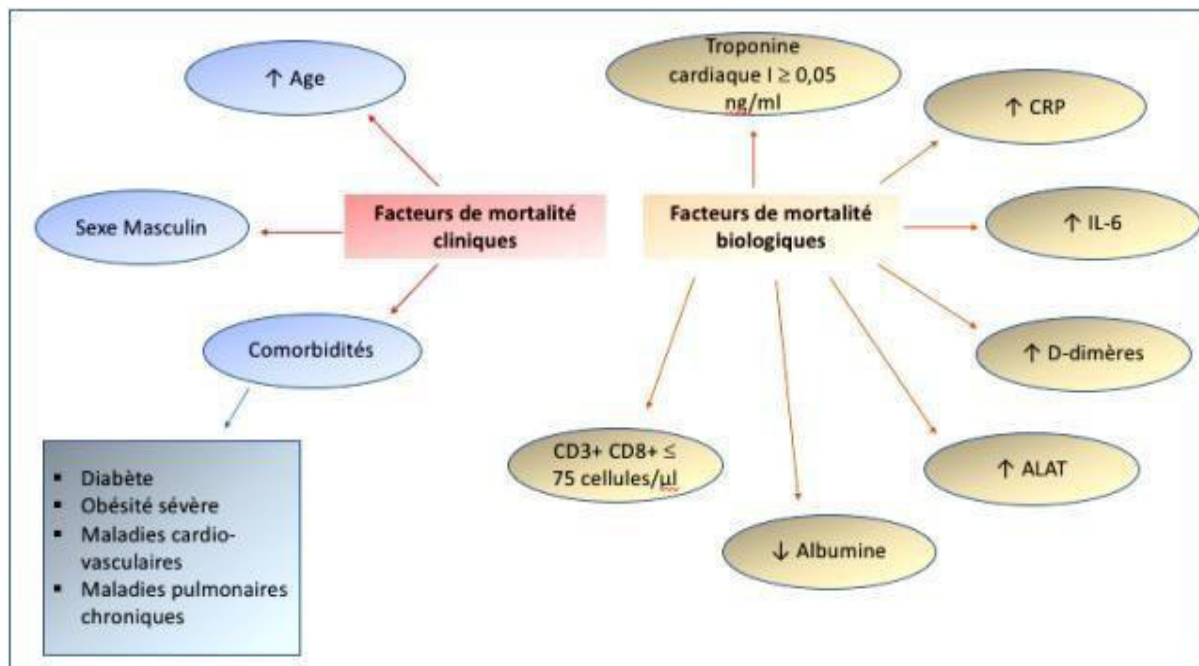 ↑ Age
Sexe Masculin
Facteurs de mortalité
cliniques
Comorbidités
▪ Diabète
▪ Obésité sévère
▪ Maladies cardio-
vasculaires
▪ Maladies pulmonaires
chroniques
Troponine
cardiaque I ≥ 0,05
ng/ml
Facteurs de mortalité
biologiques
↑ CRP
↑ IL-6
↑ D-dimères
↑ ALAT
↓ Albumine
CD3+ CD8+ ≤
75 cellules/µl